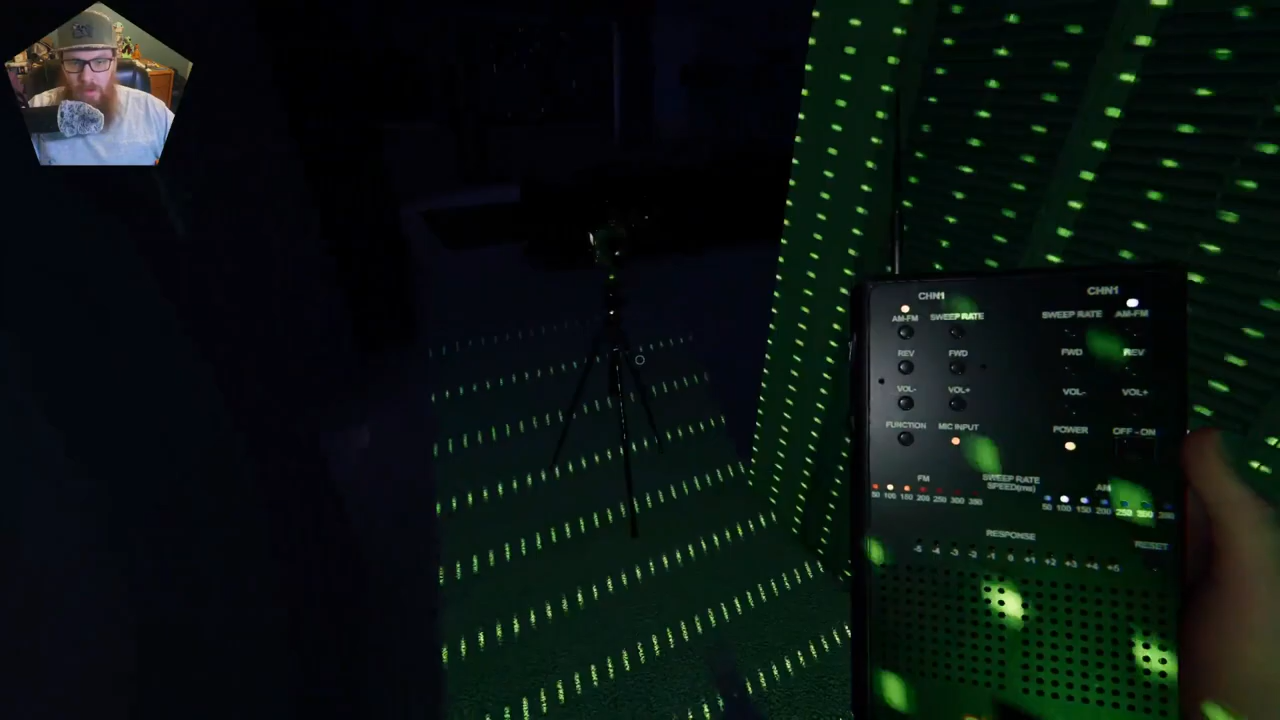 CHN1 CHN1
AM-FM SWEEP RATE SWEEP RATE AM-FM
REV FWD FWD REV
VOL- VOL+ VOL- VOL+
FUNCTION MIC INPUT POWER OFF - ON
FM SWEEP RATE AM
SPEED(ms)
50 100 150 200 250 300 350 50 100 150 200 250 300
RESPONSE RESET
-5 -4 -3 -2 -1 0 +1 +2 +3 +4 +5